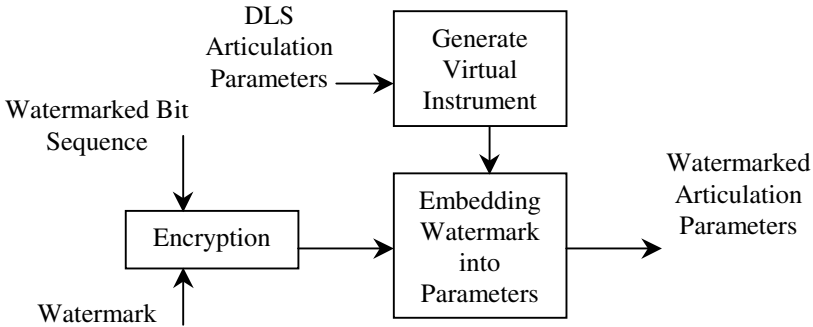 DLS
Articulation
Parameters
Generate
Virtual
Instrument
Watermarked Bit
Sequence
Encryption
Watermark
Embedding
Watermark
into
Parameters
Watermarked
Articulation
Parameters